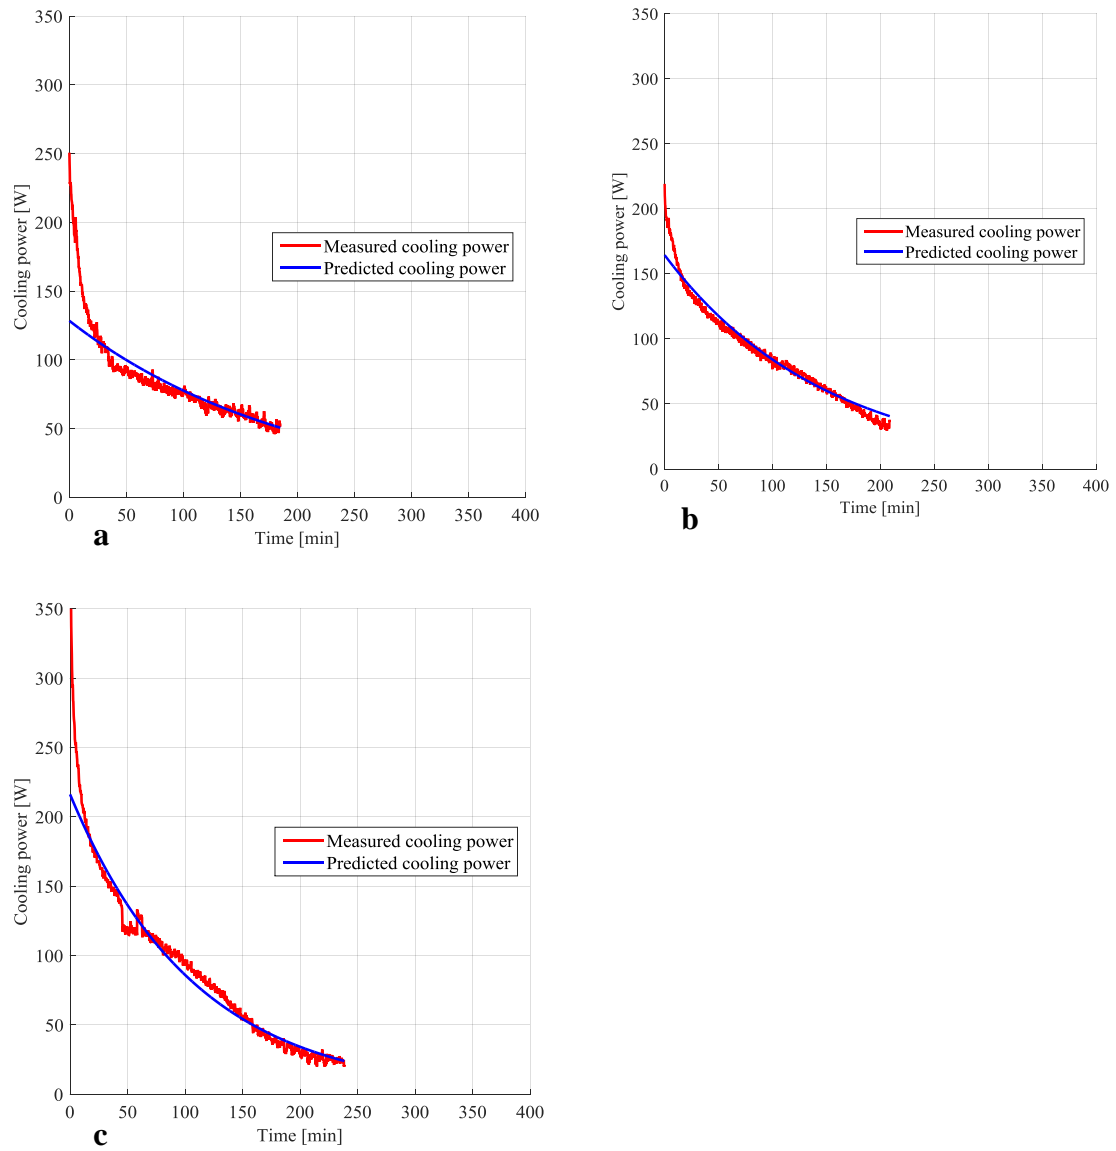 350
300
250
200
150
100
50
0
Cooling power [W]
Measured cooling power
Predicted cooling power
0 50 100 150 200 250 300 350 400
Time [min]
a
350
300
250
200
150
100
50
0
Cooling power [W]
Measured cooling power
Predicted cooling power
0 50 100 150 200 250 300 350 400
Time [min]
b
350
300
250
200
150
100
50
0
Cooling power [W]
Measured cooling power
Predicted cooling power
0 50 100 150 200 250 300 350 400
Time [min]
c